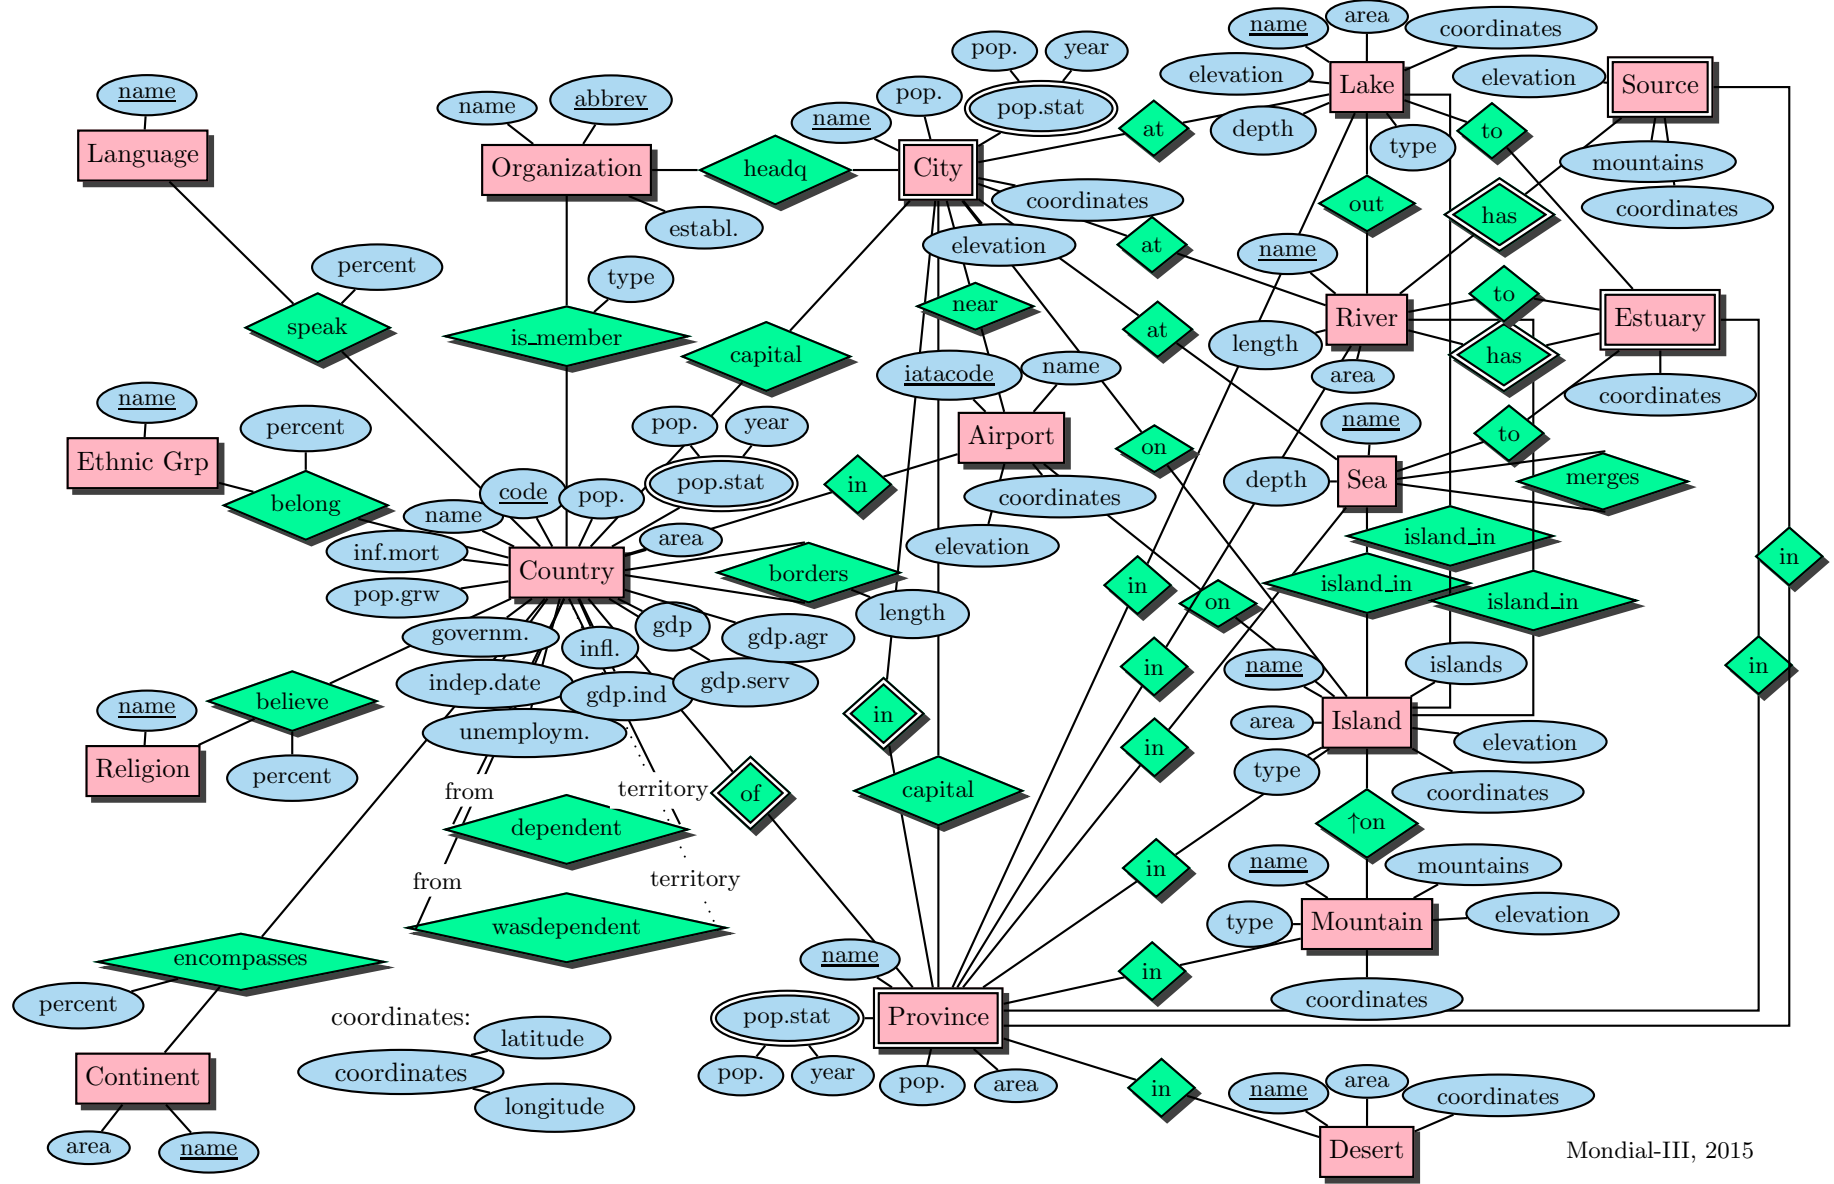 name
area
coordinates
pop.
year
elevation
Lake
elevation
Source
name
name
abbrev
pop.
pop.stat
name
at
depth
to
type
mountains
Language
Organization
headq
City
coordinates
out
has
coordinates
establ.
elevation
at
name
percent
type
near
to
speak
is_member
at
River
Estuary
capital
length
has
iatacode
name
area
coordinates
name
percent
pop.
year
name
Airport
on
to
Ethnic Grp
belong
code
pop.
pop.stat
in
depth
Sea
merges
name
coordinates
area
island_in
inf.mort
elevation
in
Country
borders
in
island_in
island_in
pop.grw
length
on
governm.
infl.
gdp
gdp.agr
in
name
islands
in
indep.date
gdp.ind
gdp.serv
name
believe
in
area
Island
unemploym.
in
elevation
Religion
percent
type
from
territory
of
capital
coordinates
dependent
↑on
from
territory
in
name
mountains
wasdependent
type
Mountain
elevation
encompasses
name
in
percent
coordinates
coordinates:
latitude
pop.stat
Province
Continent
coordinates
pop.
year
pop.
area
in
name
area
coordinates
longitude
area
name
Desert
Mondial-III, 2015